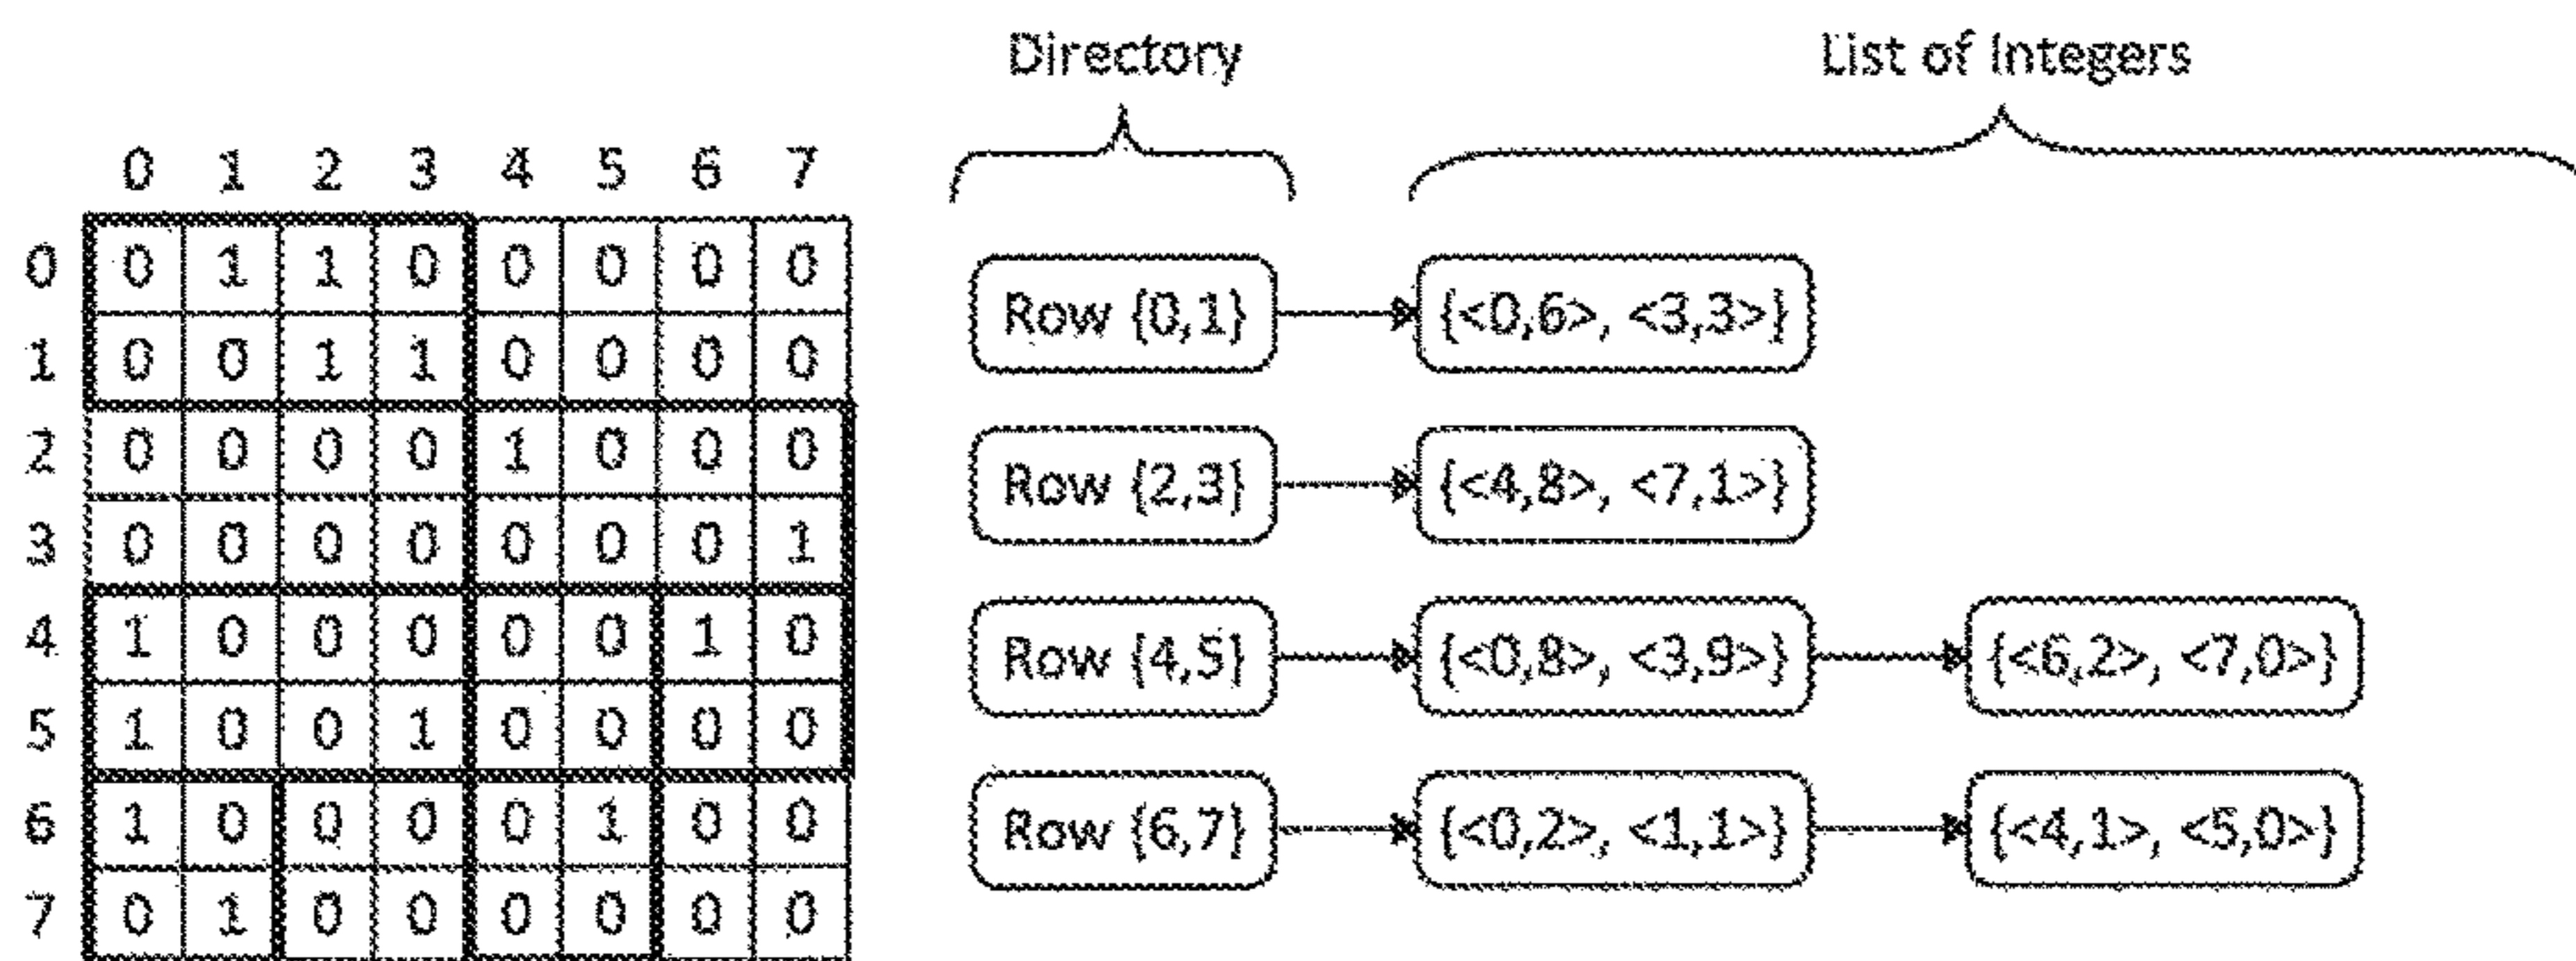 Directory List of Integers
0 1 2 3 4 5 6 7
0 0 1 1 0 0 0 0 0
1 0 0 1 1 0 0 0 0
2 0 0 0 0 1 0 0 0
3 0 0 0 0 0 0 0 1
4 1 0 0 0 0 0 1 0
5 1 0 0 1 0 0 0 0
6 1 0 0 0 0 1 0 0
7 0 1 0 0 0 0 0 0
Row {0,1} {<0,6>, <3,3>}
Row {2,3} {<4,8>, <7,1>}
Row {4,5} {<0,8>, <3,9>} {<6,2>, <7,0>}
Row {6,7} {<0,2>, <1,1>} {<4,1>, <5,0>}